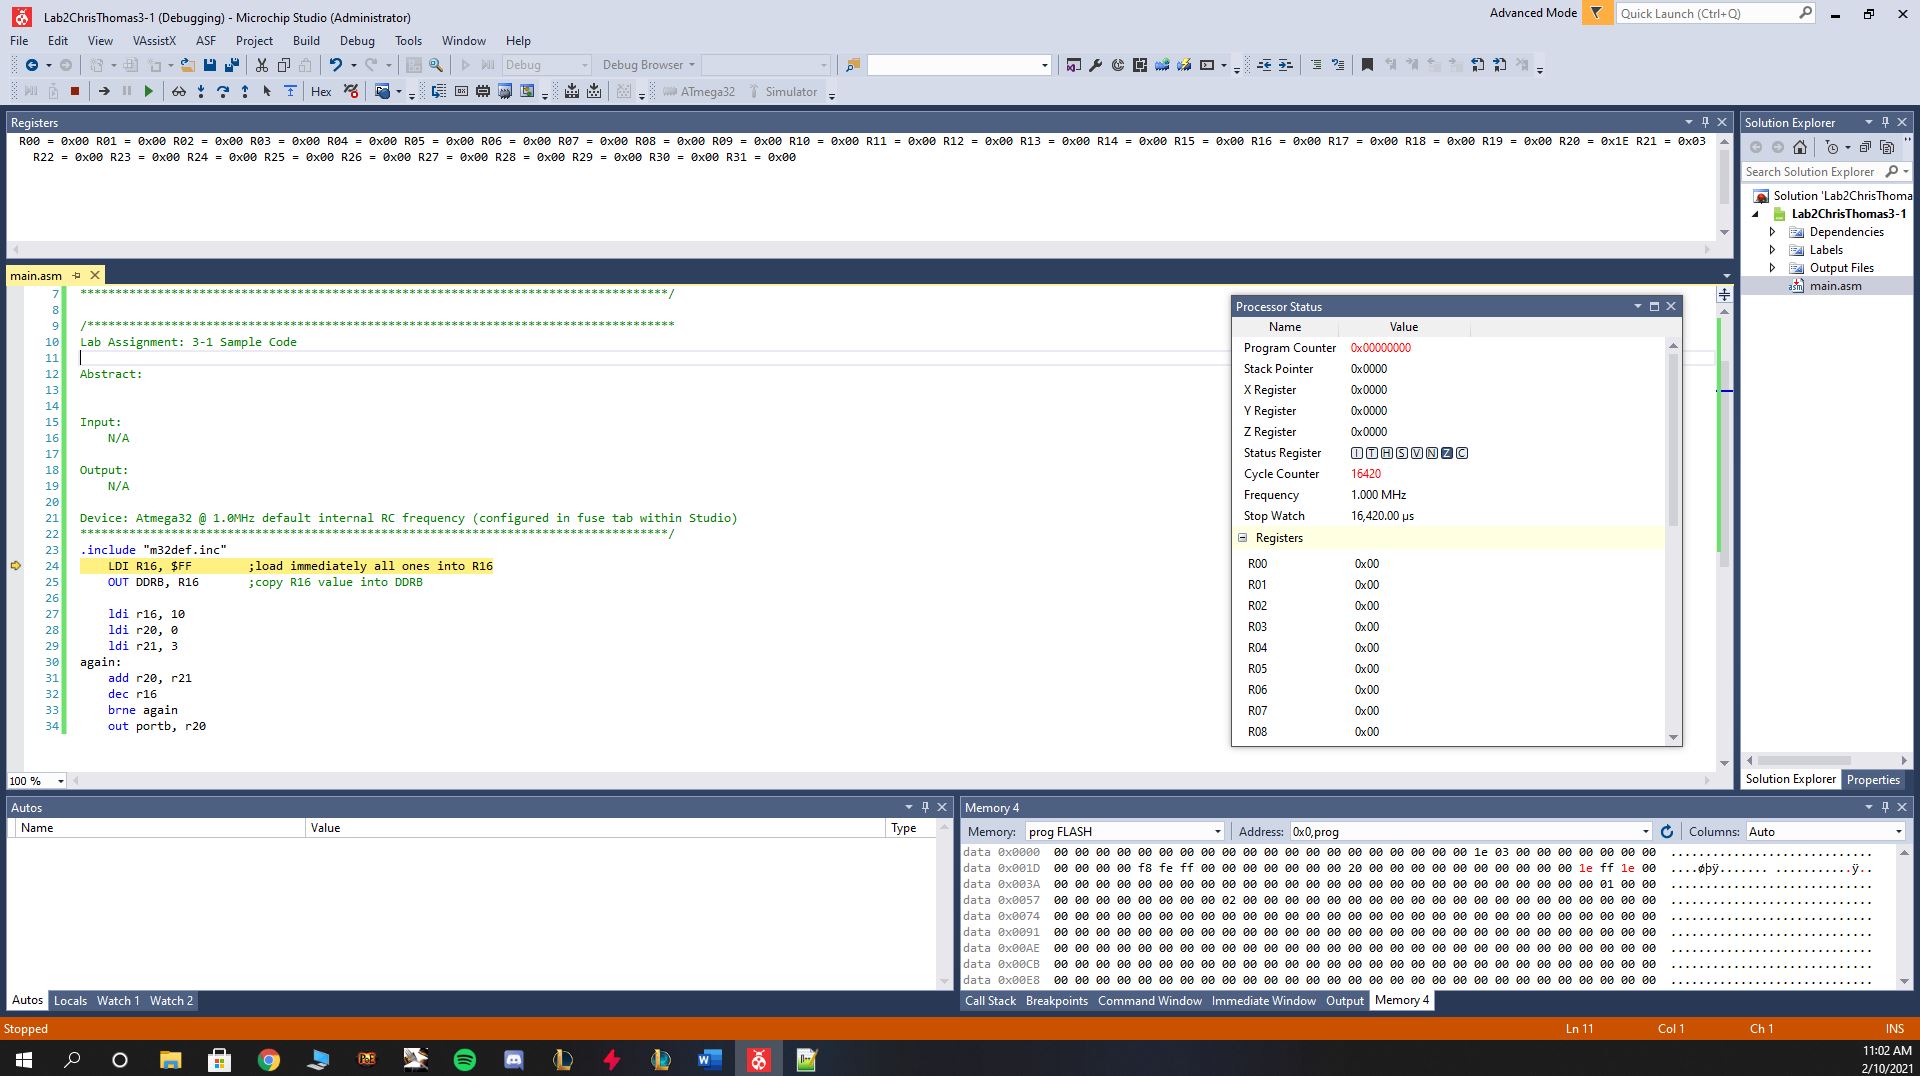 Lab2ChrisThomas3-1 (Debugging) - Microchip Studio (Administrator)
Advanced Mode
Quick Launch (Ctrl+Q)
File Edit View VAssistX ASF Project Build Debug Tools Window Help
Debug Debug Browser
Hex ATmega32 Simulator
Registers
R00 = 0x00 R01 = 0x00 R02 = 0x00 R03 = 0x00 R04 = 0x00 R05 = 0x00 R06 = 0x00 R07 = 0x00 R08 = 0x00 R09 = 0x00 R10 = 0x00 R11 = 0x00 R12 = 0x00 R13 = 0x00 R14 = 0x00 R15 = 0x00 R16 = 0x00 R17 = 0x00 R18 = 0x00 R19 = 0x00 R20 = 0x1E R21 = 0x03
R22 = 0x00 R23 = 0x00 R24 = 0x00 R25 = 0x00 R26 = 0x00 R27 = 0x00 R28 = 0x00 R29 = 0x00 R30 = 0x00 R31 = 0x00
Solution Explorer
Search Solution Explorer
Solution 'Lab2ChrisThoma
Lab2ChrisThomas3-1
Dependencies
Labels
Output Files
main.asm
Solution Explorer Properties
main.asm
7 ************************************************************************************/
8
9 /************************************************************************************
10 Lab Assignment: 3-1 Sample Code
11
12 Abstract:
13
14
15 Input:
16 N/A
17
18 Output:
19 N/A
20
21 Device: Atmega32 @ 1.0MHz default internal RC frequency (configured in fuse tab within Studio)
22 ************************************************************************************/
23 .include "m32def.inc"
24 LDI R16, $FF ;load immediately all ones into R16
25 OUT DDRB, R16 ;copy R16 value into DDRB
26
27 ldi r16, 10
28 ldi r20, 0
29 ldi r21, 3
30 again:
31 add r20, r21
32 dec r16
33 brne again
34 out portb, r20
100 %
Processor Status
Name Value
Program Counter 0x00000000
Stack Pointer 0x0000
X Register 0x0000
Y Register 0x0000
Z Register 0x0000
Status Register I T H S V N Z C
Cycle Counter 16420
Frequency 1.000 MHz
Stop Watch 16,420.00 µs
Registers
R00 0x00
R01 0x00
R02 0x00
R03 0x00
R04 0x00
R05 0x00
R06 0x00
R07 0x00
R08 0x00
Autos
Name Value Type
Autos Locals Watch 1 Watch 2
Memory 4
Memory: prog FLASH Address: 0x0,prog Columns: Auto
data 0x0000 00 00 00 00 00 00 00 00 00 00 00 00 00 00 00 00 00 00 00 00 1e 03 00 00 00 00 00 00 00 .............................
data 0x001D 00 00 00 00 f8 fe ff 00 00 00 00 00 00 00 20 00 00 00 00 00 00 00 00 00 00 1e ff 1e 00 ....øþÿ....... ...........ÿ..
data 0x003A 00 00 00 00 00 00 00 00 00 00 00 00 00 00 00 00 00 00 00 00 00 00 00 00 00 00 01 00 00 .............................
data 0x0057 00 00 00 00 00 00 00 00 02 00 00 00 00 00 00 00 00 00 00 00 00 00 00 00 00 00 00 00 00 .............................
data 0x0074 00 00 00 00 00 00 00 00 00 00 00 00 00 00 00 00 00 00 00 00 00 00 00 00 00 00 00 00 00 .............................
data 0x0091 00 00 00 00 00 00 00 00 00 00 00 00 00 00 00 00 00 00 00 00 00 00 00 00 00 00 00 00 00 .............................
data 0x00AE 00 00 00 00 00 00 00 00 00 00 00 00 00 00 00 00 00 00 00 00 00 00 00 00 00 00 00 00 00 .............................
data 0x00CB 00 00 00 00 00 00 00 00 00 00 00 00 00 00 00 00 00 00 00 00 00 00 00 00 00 00 00 00 00 .............................
data 0x00E8 00 00 00 00 00 00 00 00 00 00 00 00 00 00 00 00 00 00 00 00 00 00 00 00 00 00 00 00 00 .............................
Call Stack Breakpoints Command Window Immediate Window Output Memory 4
Stopped Ln 11 Col 1 Ch 1 INS
11:02 AM
2/10/2021